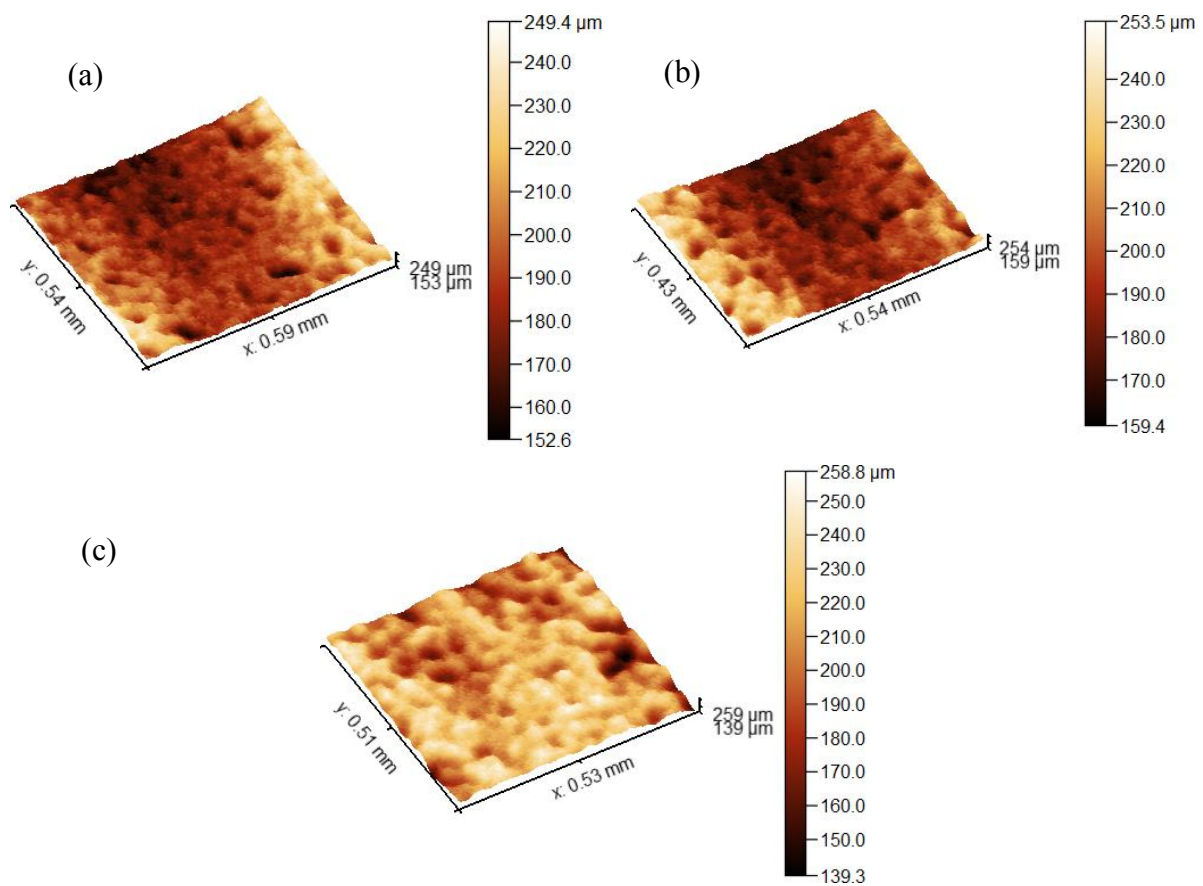 (a)
249.4 µm
240.0
230.0
220.0
210.0
200.0
190.0
180.0
170.0
160.0
152.6
y: 0.54 mm
x: 0.59 mm
249 µm
153 µm
(b)
253.5 µm
240.0
230.0
220.0
210.0
200.0
190.0
180.0
170.0
159.4
y: 0.43 mm
x: 0.54 mm
254 µm
159 µm
(c)
258.8 µm
250.0
240.0
230.0
220.0
210.0
200.0
190.0
180.0
170.0
160.0
150.0
139.3
y: 0.51 mm
x: 0.53 mm
259 µm
139 µm